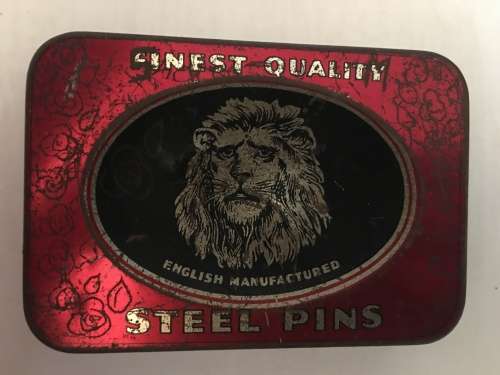 FINEST QUALITY
ENGLISH MANUFACTURED
STEEL PINS